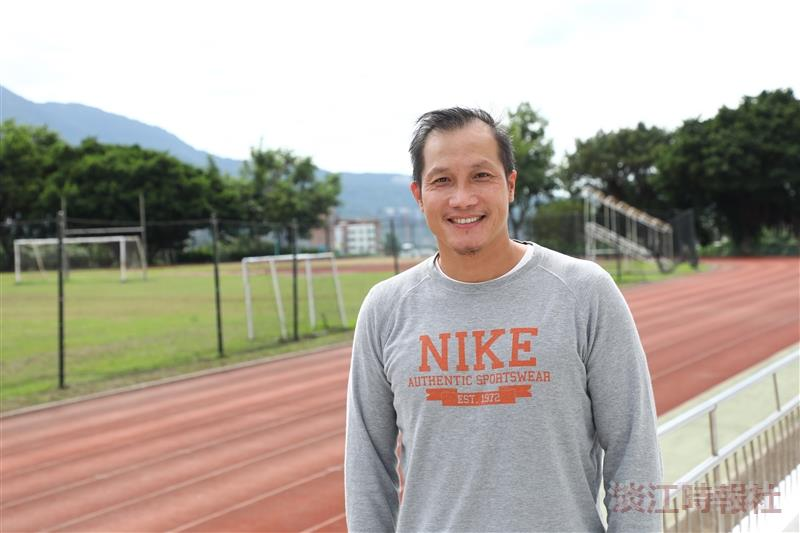 NIKE
AUTHENTIC SPORTSWEAR
EST. 1972
淡江時報社